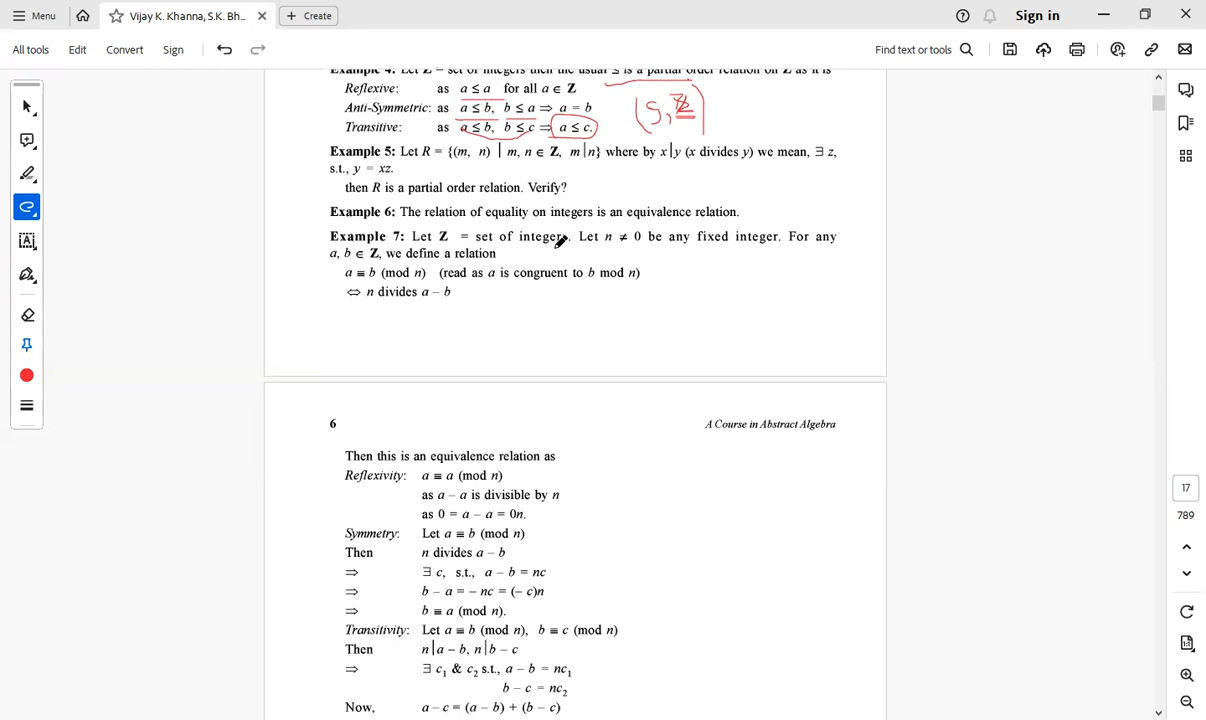 Menu
Vijay K. Khanna, S.K. Bh...
Create
Sign in
All tools Edit Convert Sign
Find text or tools
Example 4: Let Z = set of integers then the usual ≤ is a partial order relation on Z as it is
Reflexive: as a ≤ a for all a ∈ Z
Anti-Symmetric: as a ≤ b, b ≤ a ⇒ a = b
Transitive: as a ≤ b, b ≤ c ⇒ a ≤ c.
Example 5: Let R = {(m, n) | m, n ∈ Z, m|n} where by x|y (x divides y) we mean, ∃ z,
s.t., y = xz.
then R is a partial order relation. Verify?
Example 6: The relation of equality on integers is an equivalence relation.
Example 7: Let Z = set of integers. Let n ≠ 0 be any fixed integer. For any
a, b ∈ Z, we define a relation
a ≡ b (mod n) (read as a is congruent to b mod n)
⇔ n divides a – b
6 A Course in Abstract Algebra
Then this is an equivalence relation as
Reflexivity: a ≡ a (mod n)
as a – a is divisible by n
as 0 = a – a = 0n.
Symmetry: Let a ≡ b (mod n)
Then n divides a – b
⇒ ∃ c, s.t., a – b = nc
⇒ b – a = – nc = (– c)n
⇒ b ≡ a (mod n).
Transitivity: Let a ≡ b (mod n), b ≡ c (mod n)
Then n|a – b, n|b – c
⇒ ∃ c₁ & c₂ s.t., a – b = nc₁
b – c = nc₂
Now, a – c = (a – b) + (b – c)
17
789